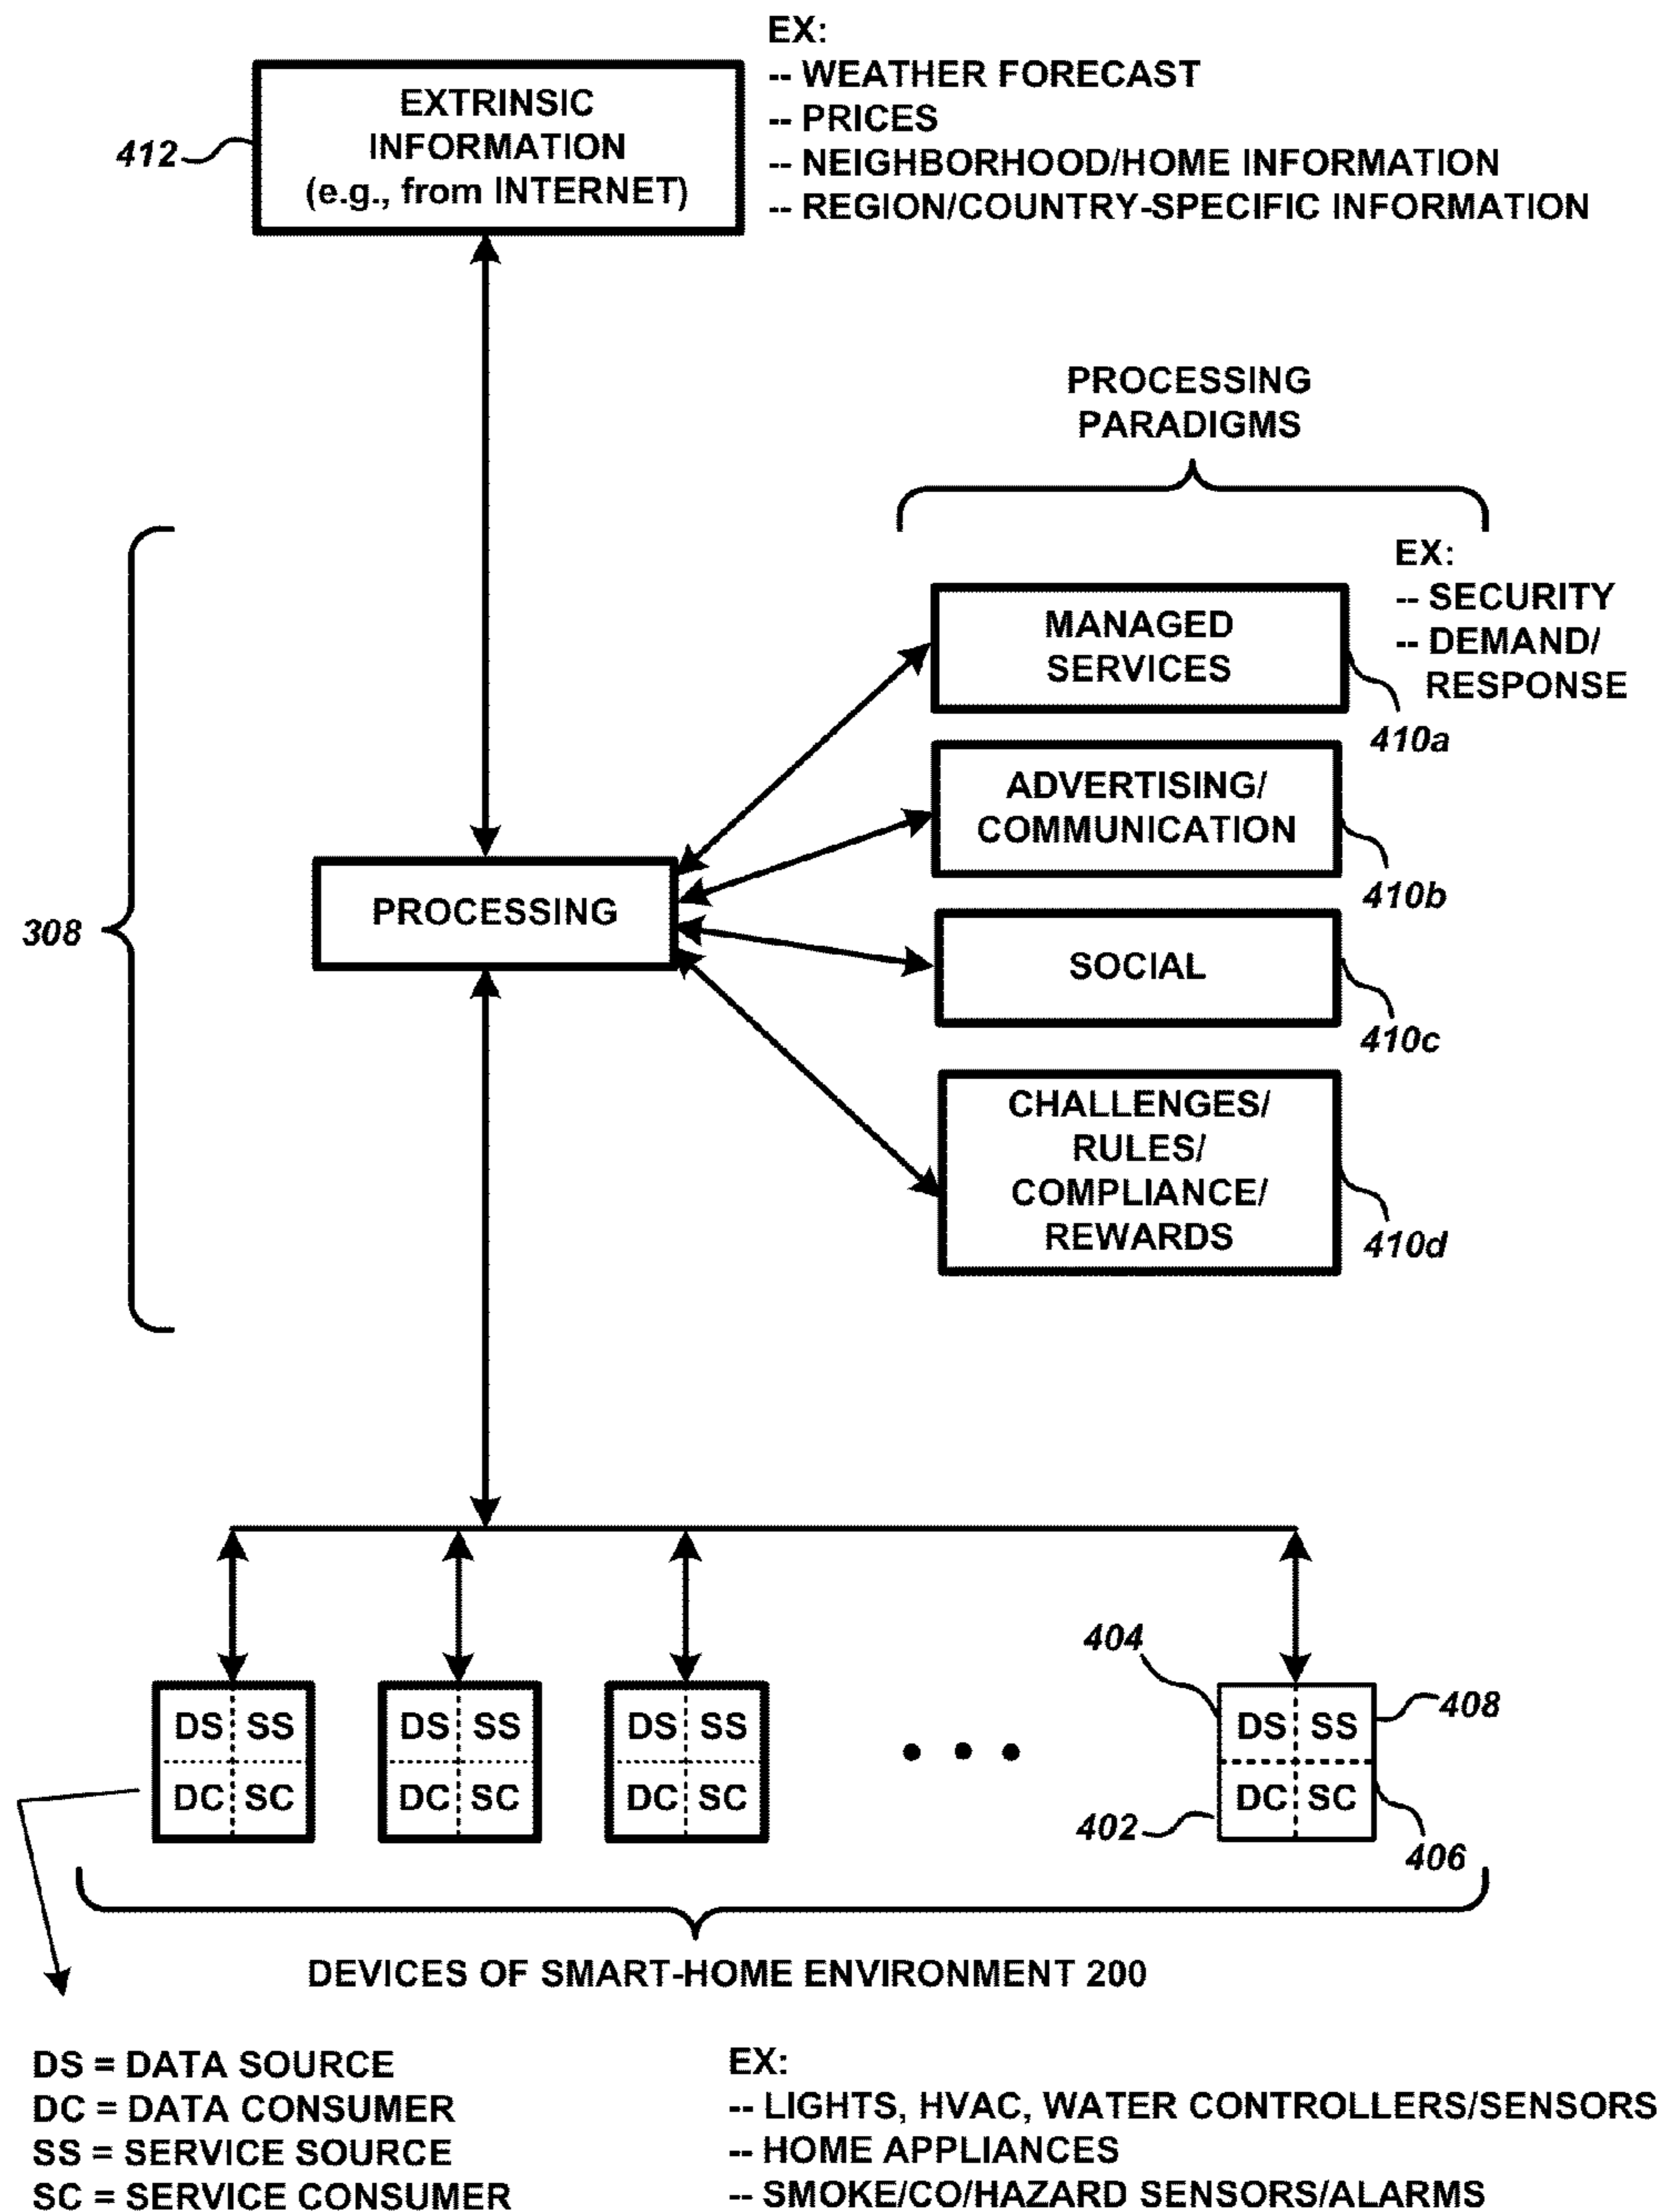 EX:
-- WEATHER FORECAST
-- PRICES
-- NEIGHBORHOOD/HOME INFORMATION
-- REGION/COUNTRY-SPECIFIC INFORMATION
EXTRINSIC
INFORMATION
(e.g., from INTERNET)
412
PROCESSING
PARADIGMS
EX:
-- SECURITY
-- DEMAND/
RESPONSE
MANAGED
SERVICES
410a
ADVERTISING/
COMMUNICATION
410b
308
PROCESSING
SOCIAL
410c
CHALLENGES/
RULES/
COMPLIANCE/
REWARDS
410d
404
408
DS SS
DC SC
DS SS
DC SC
DS SS
DC SC
DS SS
DC SC
402
406
DEVICES OF SMART-HOME ENVIRONMENT 200
DS = DATA SOURCE
DC = DATA CONSUMER
SS = SERVICE SOURCE
SC = SERVICE CONSUMER
EX:
-- LIGHTS, HVAC, WATER CONTROLLERS/SENSORS
-- HOME APPLIANCES
-- SMOKE/CO/HAZARD SENSORS/ALARMS